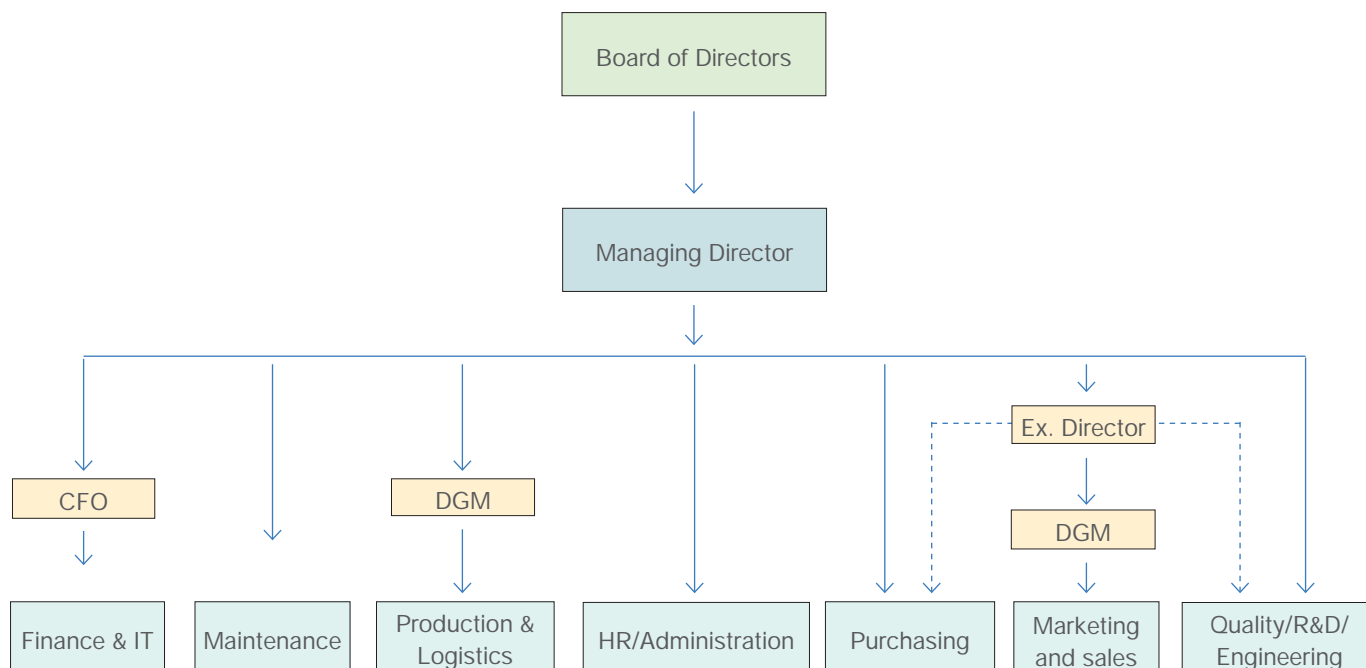 Board of Directors
Managing Director
Ex. Director
CFO
DGM
DGM
Finance & IT
Maintenance
Production &
Logistics
HR/Administration
Purchasing
Marketing
and sales
Quality/R&D/
Engineering